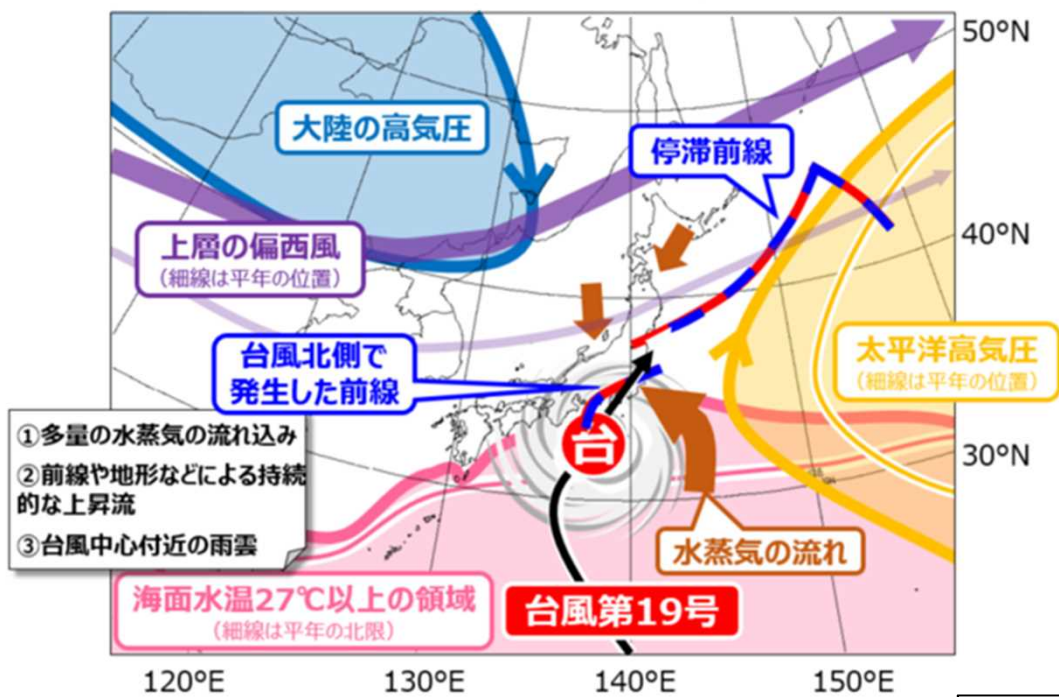 50°N
大陸の高気圧
停滞前線
上層の偏西風
（細線は平年の位置）
40°N
台風北側で
発生した前線
太平洋高気圧
（細線は平年の位置）
①多量の水蒸気の流れ込み
②前線や地形などによる持続
的な上昇流
③台風中心付近の雨雲
台
30°N
水蒸気の流れ
海面水温27℃以上の領域
（細線は平年の北限）
台風第19号
120°E
130°E
140°E
150°E